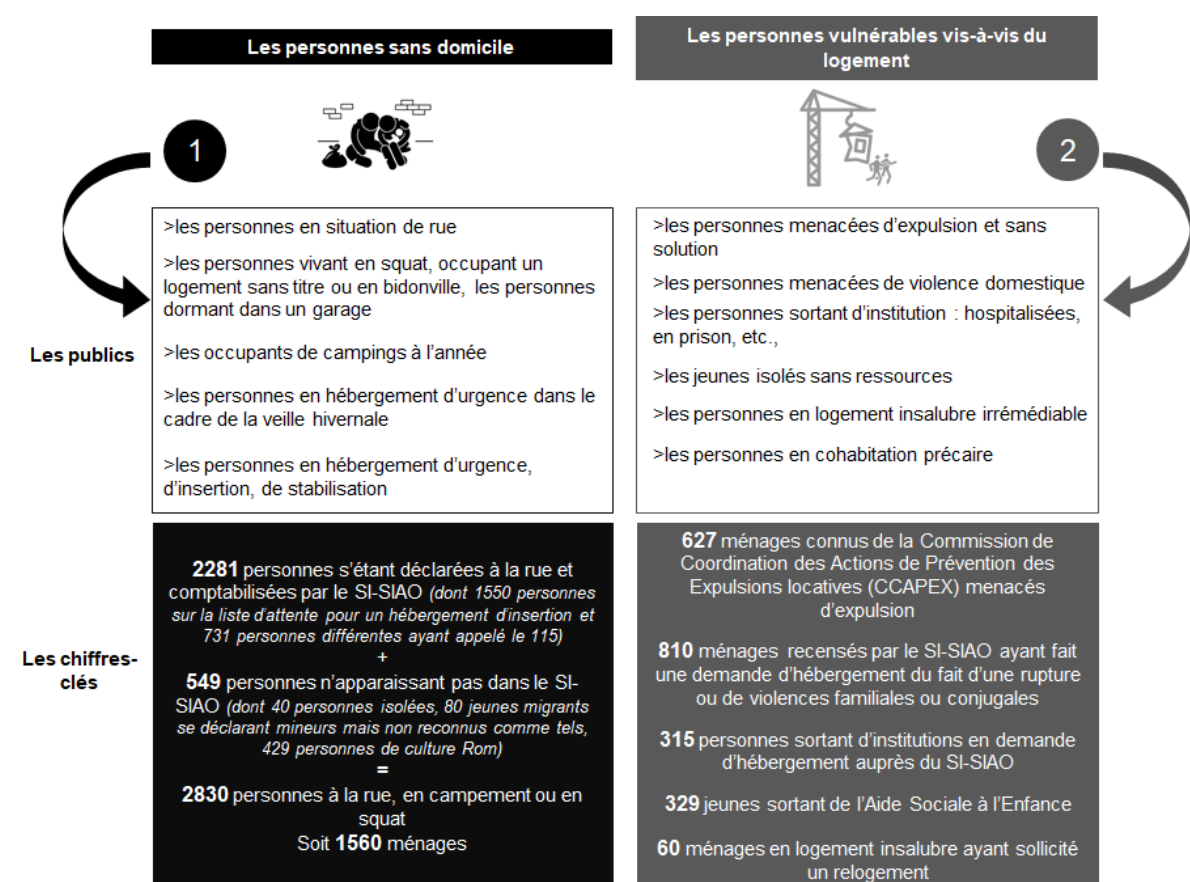 Les personnes sans domicile
Les personnes vulnérables vis-à-vis du
logement
1
2
Les publics
>les personnes en situation de rue
>les personnes vivant en squat, occupant un
logement sans titre ou en bidonville, les personnes
dormant dans un garage
>les occupants de campings à l'année
>les personnes en hébergement d'urgence dans le
cadre de la veille hivernale
>les personnes en hébergement d'urgence,
d'insertion, de stabilisation
>les personnes menacées d'expulsion et sans
solution
>les personnes menacées de violence domestique
>les personnes sortant d'institution : hospitalisées,
en prison, etc.,
>les jeunes isolés sans ressources
>les personnes en logement insalubre irrémédiable
>les personnes en cohabitation précaire
Les chiffres-
clés
2281 personnes s'étant déclarées à la rue et
comptabilisées par le SI-SIAO (dont 1550 personnes
sur la liste d'attente pour un hébergement d'insertion et
731 personnes différentes ayant appelé le 115)
+
549 personnes n'apparaissant pas dans le SI-
SIAO (dont 40 personnes isolées, 80 jeunes migrants
se déclarant mineurs mais non reconnus comme tels,
429 personnes de culture Rom)
=
2830 personnes à la rue, en campement ou en
squat
Soit 1560 ménages
627 ménages connus de la Commission de
Coordination des Actions de Prévention des
Expulsions locatives (CCAPEX) menacés
d'expulsion
810 ménages recensés par le SI-SIAO ayant fait
une demande d'hébergement du fait d'une rupture
ou de violences familiales ou conjugales
315 personnes sortant d'institutions en demande
d'hébergement auprès du SI-SIAO
329 jeunes sortant de l'Aide Sociale à l'Enfance
60 ménages en logement insalubre ayant sollicité
un relogement